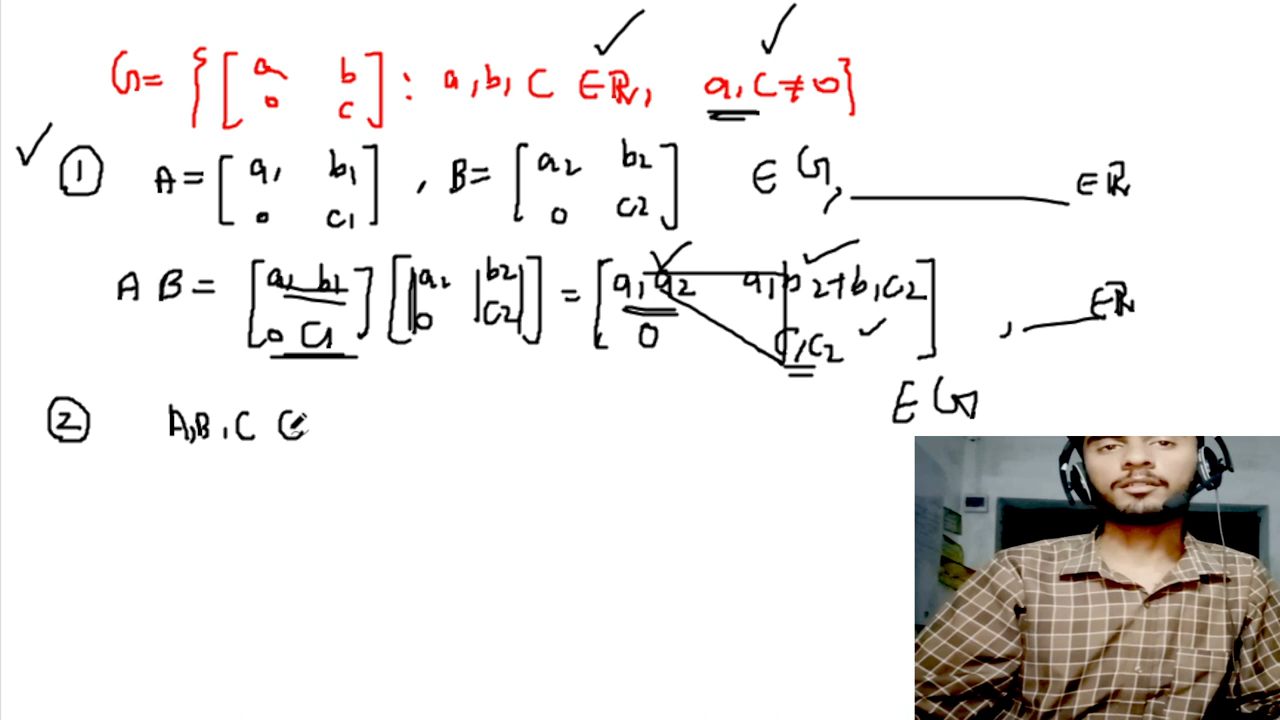 G = { [ a b ; 0 c ] : a, b, c ∈ ℝ, a, c ≠ 0 }
① A = [ a₁ b₁ ; 0 c₁ ] , B = [ a₂ b₂ ; 0 c₂ ] ∈ G, ∈ ℝ
A B = [ a₁ b₁ ; 0 c₁ ] [ a₂ b₂ ; 0 c₂ ] = [ a₁a₂ a₁b₂+b₁c₂ ; 0 c₁c₂ ] , ∈ ℝ
∈ G
② A, B, C